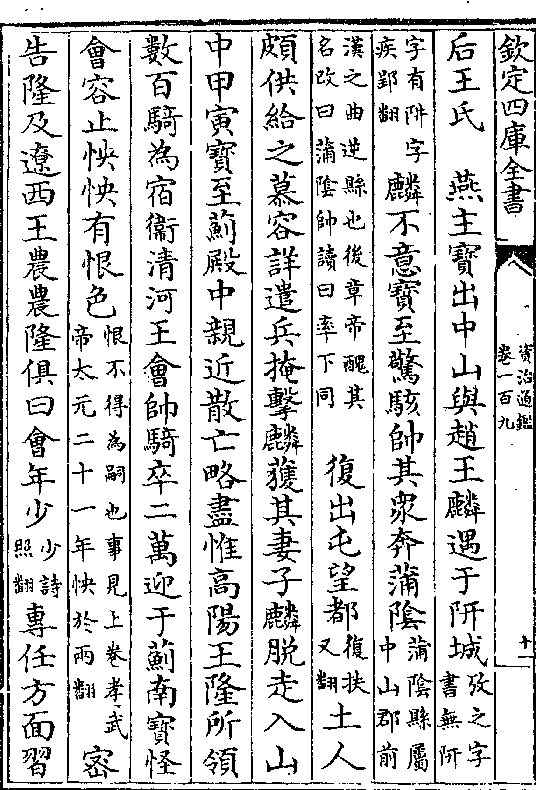 欽定四庫全書
資治通鑑
卷一百九
十一
后王氏　燕主寶出中山與趙王麟遇于阩城
攷之字
書無阩
字有阱字
疾郢翻
麟不意寶至驚駭帥其衆奔蒲陰
蒲陰縣屬
中山郡前
漢之曲逆縣也後章帝醜其
名改曰蒲陰帥讀曰率下同
復出屯望都
復扶
又翻
土人
頗供給之慕容詳遣兵掩擊麟獲其妻子麟脫走入山
中甲寅寶至薊殿中親近散亡略盡惟高陽王隆所領
數百騎為宿衞清河王會帥騎卒二萬迎于薊南寶怪
會容止怏怏有恨色
恨不得為嗣也事見上卷孝武
帝太元二十一年怏於兩翻
密
告隆及遼西王農農隆俱曰會年少
少詩
照翻
專任方面習